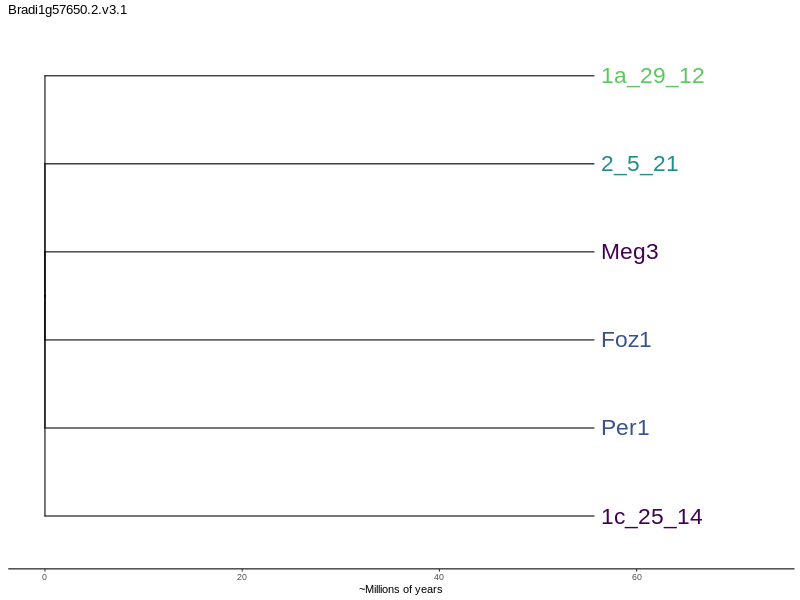 Bradi1g57650.2.v3.1
1a_29_12
2_5_21
Meg3
Foz1
Per1
1c_25_14
0 20 40 60
~Millions of years